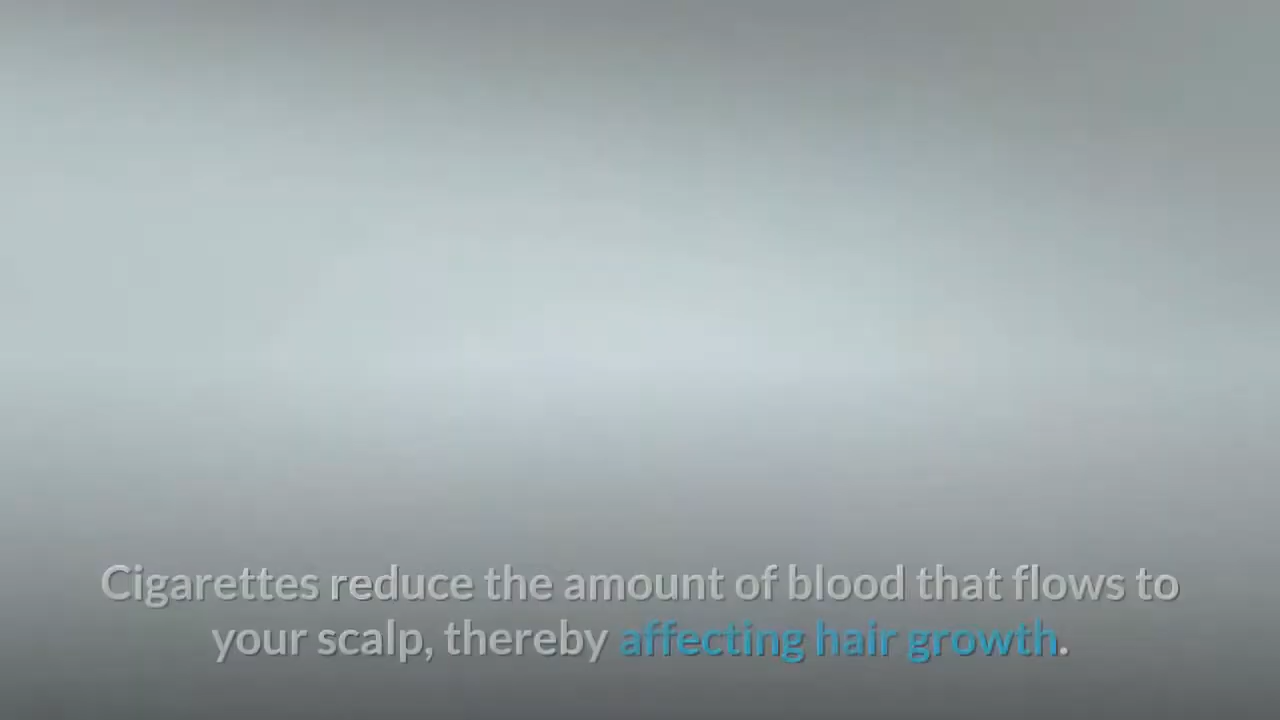 Cigarettes reduce the amount of blood that flows to
your scalp, thereby affecting hair growth.